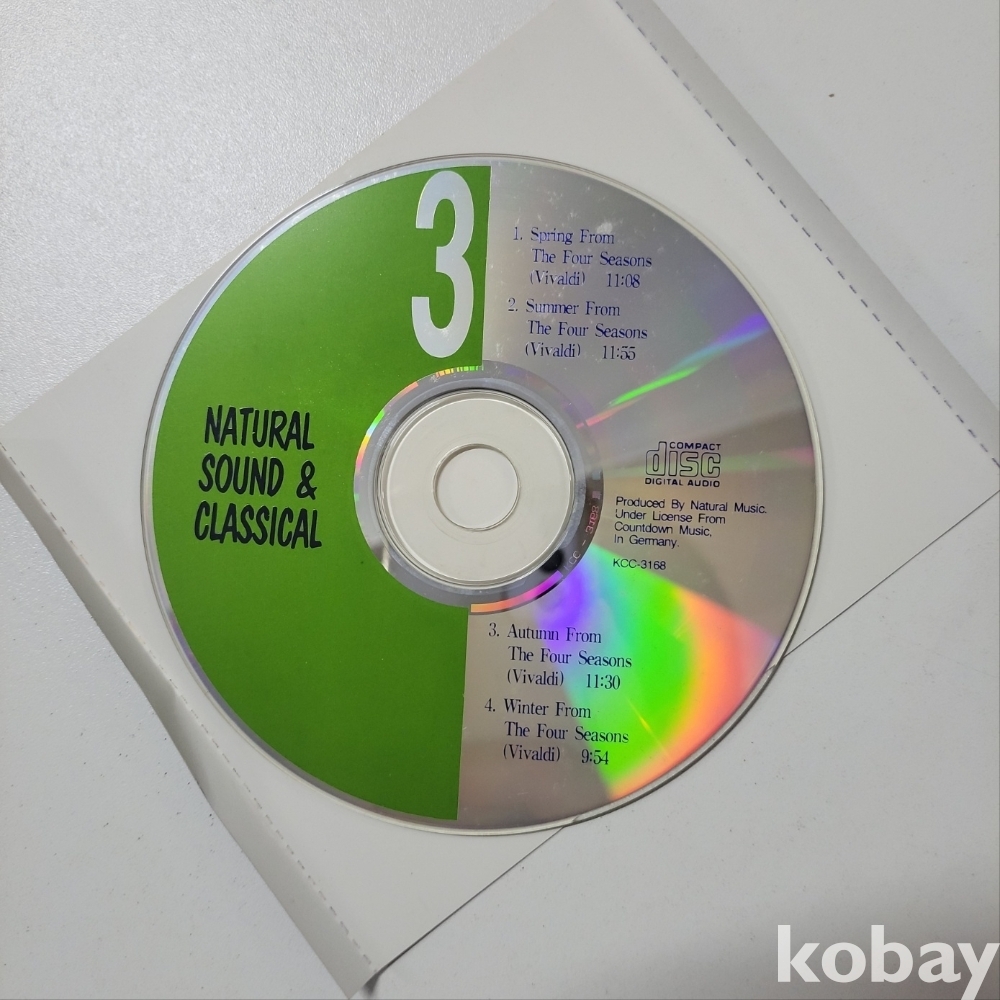 3
NATURAL
SOUND &
CLASSICAL
1. Spring From
The Four Seasons
(Vivaldi) 11:08
2. Summer From
The Four Seasons
(Vivaldi) 11:55
COMPACT
disc
DIGITAL AUDIO
Produced By Natural Music.
Under License From
Countdown Music,
In Germany.
KCC-3168
3. Autumn From
The Four Seasons
(Vivaldi) 11:30
4. Winter From
The Four Seasons
(Vivaldi) 9:54
kobay